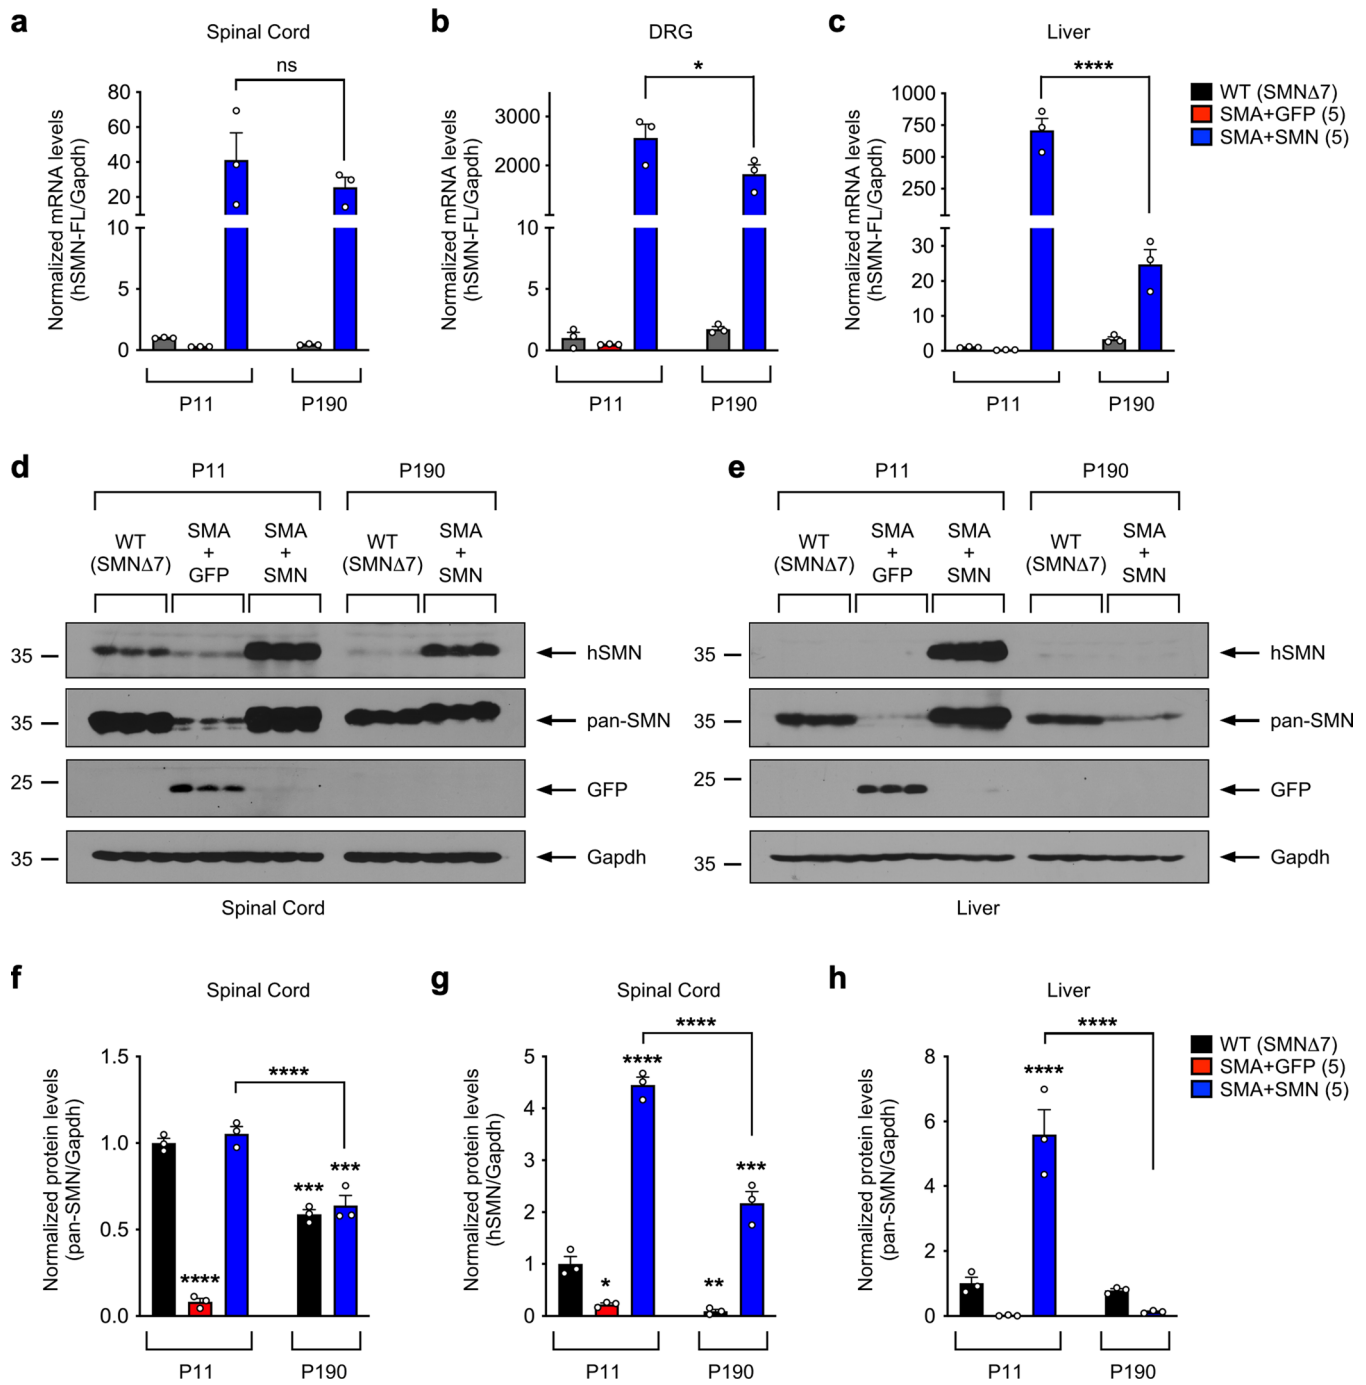 a
Spinal Cord
Normalized mRNA levels
(hSMN-FL/Gapdh)
80
60
40
20
10
5
0
ns
P11
P190
b
DRG
Normalized mRNA levels
(hSMN-FL/Gapdh)
3000
2000
10
5
0
*
P11
P190
c
Liver
Normalized mRNA levels
(hSMN-FL/Gapdh)
1000
750
500
250
30
20
10
0
****
P11
P190
WT (SMNΔ7)
SMA+GFP (5)
SMA+SMN (5)
d
P11
P190
WT
(SMNΔ7)
SMA
+
GFP
SMA
+
SMN
WT
(SMNΔ7)
SMA
+
SMN
35
hSMN
35
pan-SMN
25
GFP
35
Gapdh
Spinal Cord
e
P11
P190
WT
(SMNΔ7)
SMA
+
GFP
SMA
+
SMN
WT
(SMNΔ7)
SMA
+
SMN
35
hSMN
35
pan-SMN
25
GFP
35
Gapdh
Liver
f
Spinal Cord
Normalized protein levels
(pan-SMN/Gapdh)
1.5
1.0
0.5
0.0
****
****
***
***
P11
P190
g
Spinal Cord
Normalized protein levels
(hSMN/Gapdh)
5
4
3
2
1
0
****
****
*
**
***
P11
P190
h
Liver
Normalized protein levels
(pan-SMN/Gapdh)
8
6
4
2
0
****
****
P11
P190
WT (SMNΔ7)
SMA+GFP (5)
SMA+SMN (5)